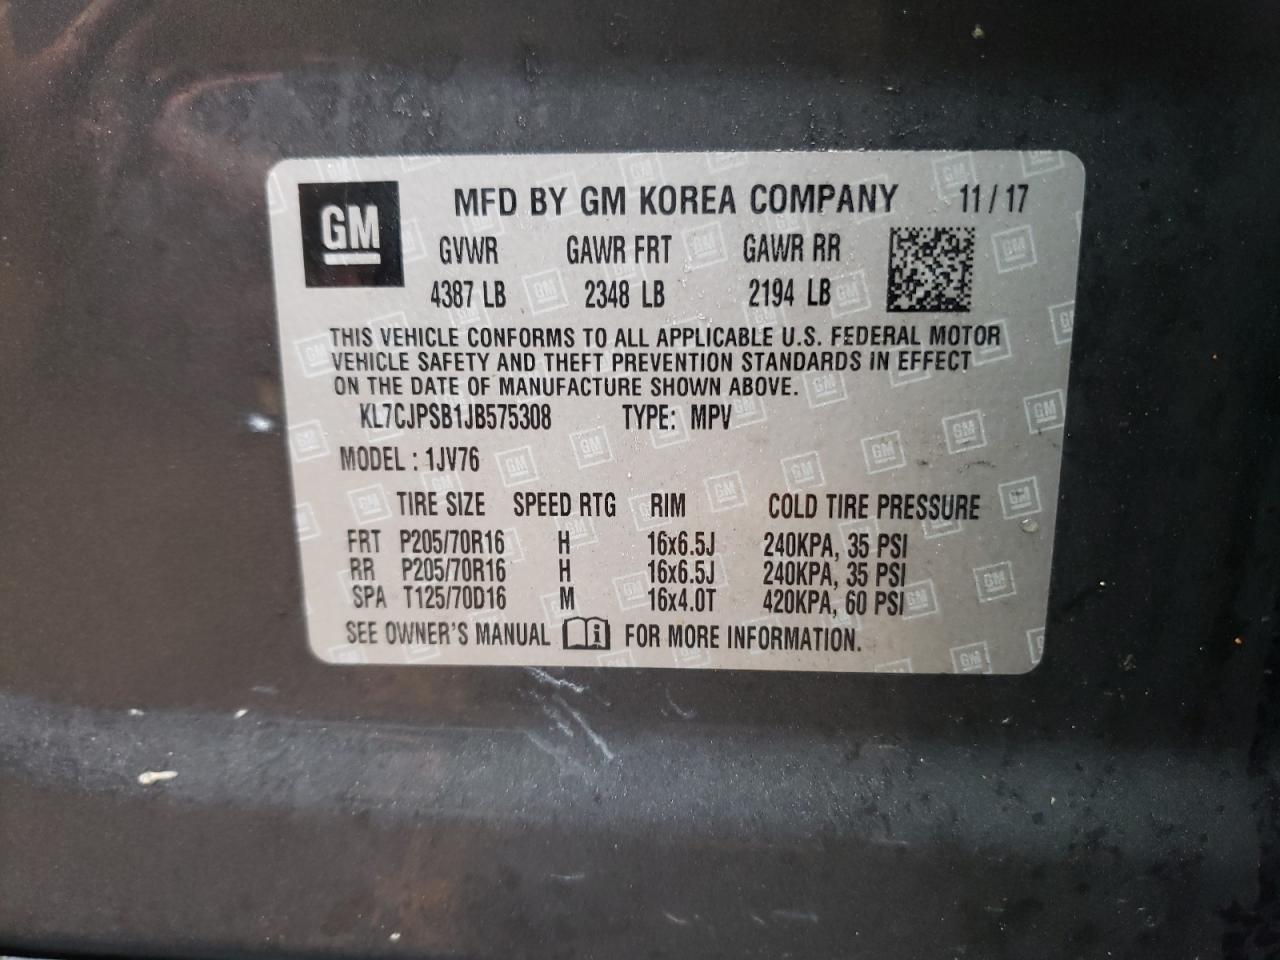 GM MFD BY GM KOREA COMPANY 11 / 17
GVWR GAWR FRT GAWR RR
4387 LB 2348 LB 2194 LB
THIS VEHICLE CONFORMS TO ALL APPLICABLE U.S. FEDERAL MOTOR
VEHICLE SAFETY AND THEFT PREVENTION STANDARDS IN EFFECT
ON THE DATE OF MANUFACTURE SHOWN ABOVE.
KL7CJPSB1JB575308 TYPE: MPV
MODEL : 1JV76
TIRE SIZE SPEED RTG RIM COLD TIRE PRESSURE
FRT P205/70R16 H 16x6.5J 240KPA, 35 PSI
RR P205/70R16 H 16x6.5J 240KPA, 35 PSI
SPA T125/70D16 M 16x4.0T 420KPA, 60 PSI
SEE OWNER'S MANUAL i FOR MORE INFORMATION.